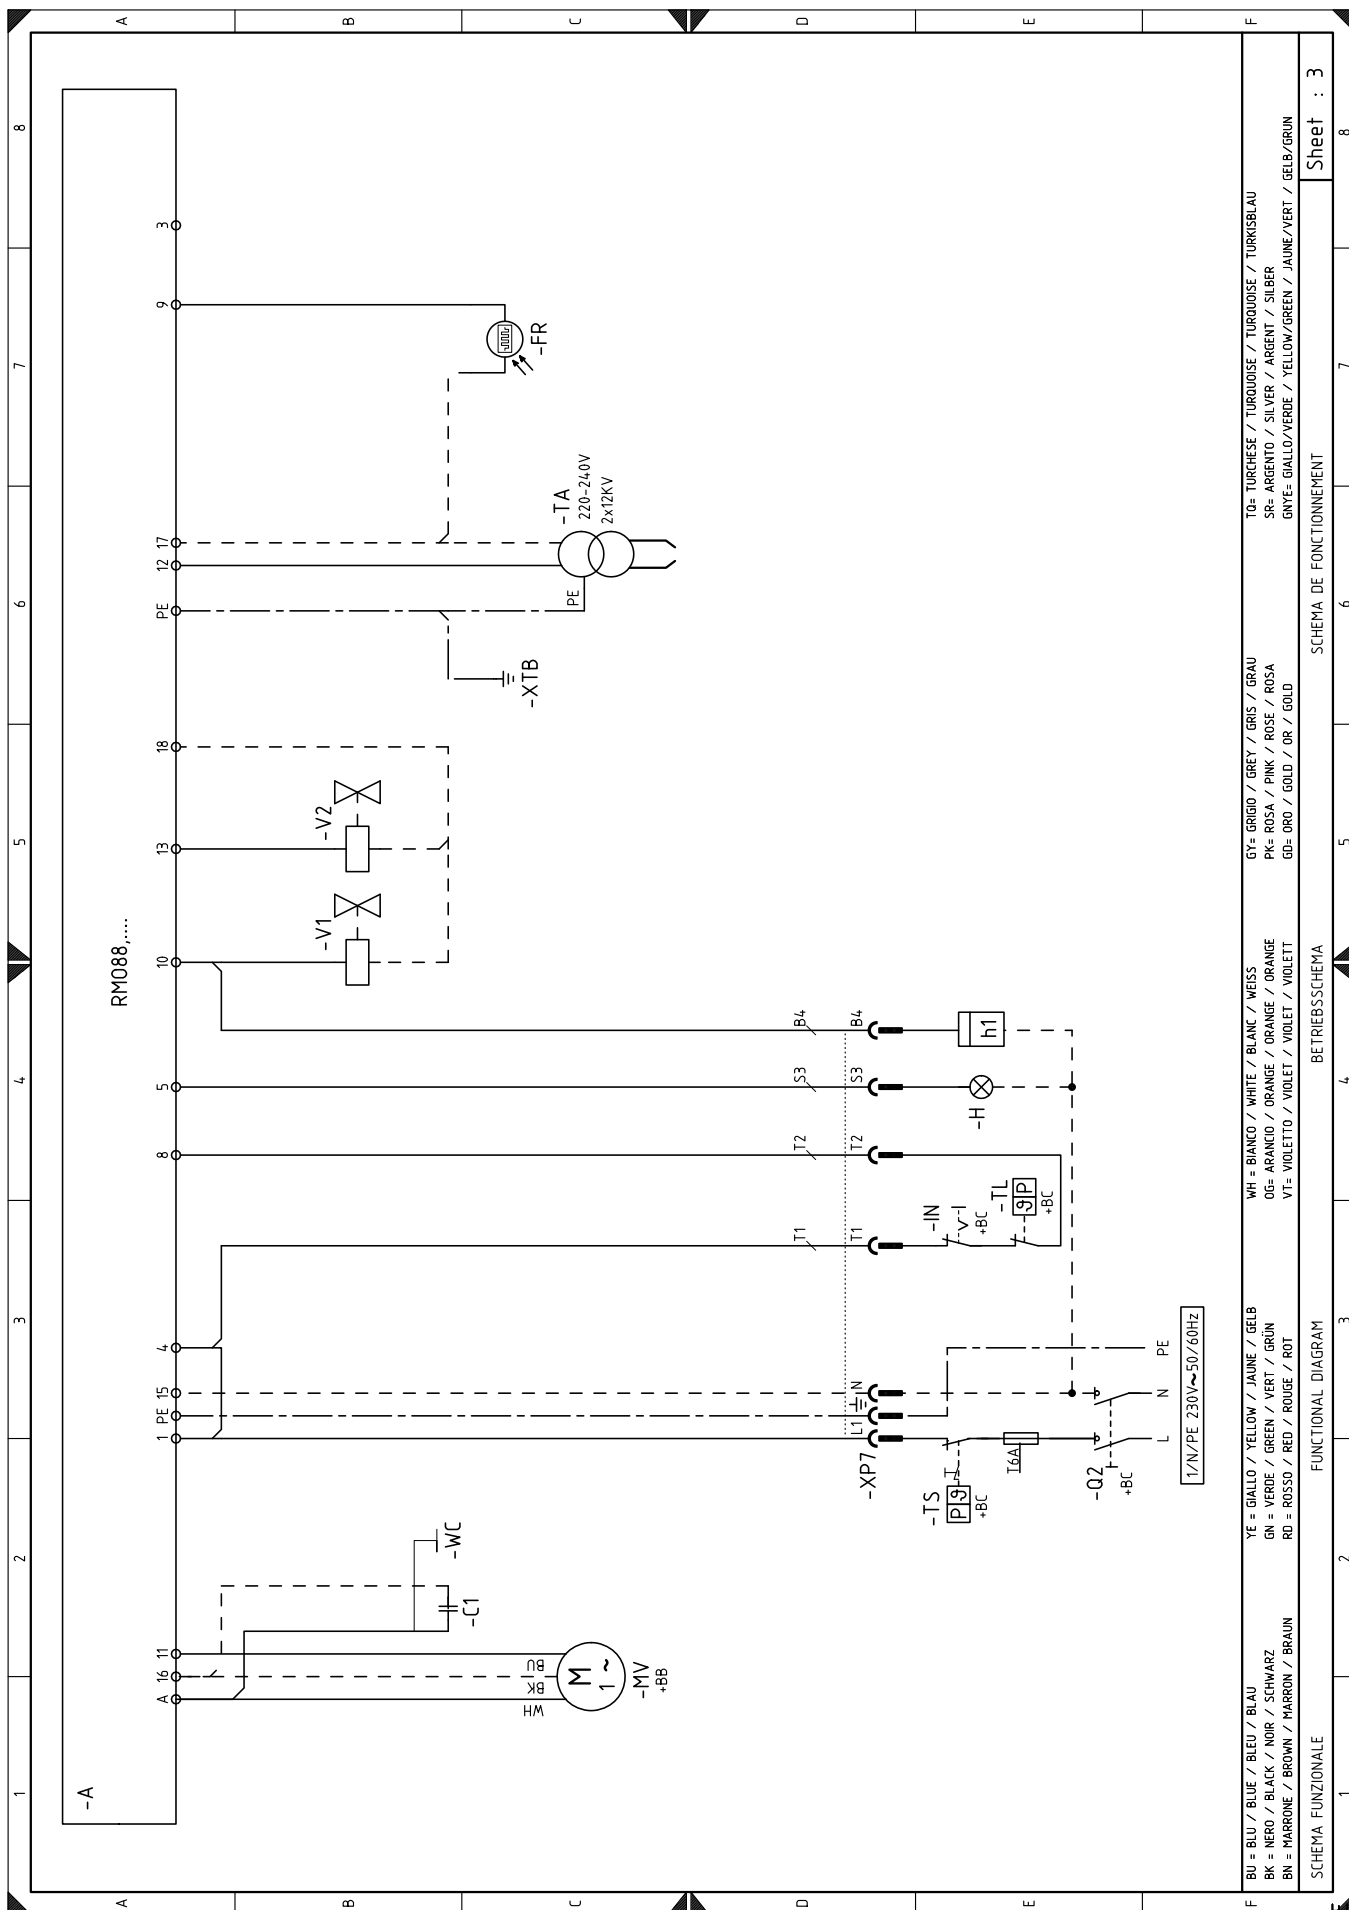 1 2 3 4 5 6 7 8
A
B
C
D
E
F
-A
RMO88,....
A 16 11 1 PE 15 4 8 5 10 13 18 PE 12 17 9 3
WH BK BU
M
1 ~
-MV
+BB
-C1
-WC
-V1
-V2
-XTB
PE
-TA
220-240V
2x12KV
-FR
T1 T2 S3 B4
-XP7
L1 N T1 T2 S3 B4
-TS
P ϑ
+BC
T6A
-Q2
+BC
-IN
+BC
-TL
ϑ P
+BC
-H
h1
L N PE
1/N/PE 230V~50/60Hz
BU = BLU / BLUE / BLEU / BLAU
BK = NERO / BLACK / NOIR / SCHWARZ
BN = MARRONE / BROWN / MARRON / BRAUN
YE = GIALLO / YELLOW / JAUNE / GELB
GN = VERDE / GREEN / VERT / GRÜN
RD = ROSSO / RED / ROUGE / ROT
WH = BIANCO / WHITE / BLANC / WEISS
OG= ARANCIO / ORANGE / ORANGE / ORANGE
VT= VIOLETTO / VIOLET / VIOLET / VIOLETT
GY= GRIGIO / GREY / GRIS / GRAU
PK= ROSA / PINK / ROSE / ROSA
GD= ORO / GOLD / OR / GOLD
TQ= TURCHESE / TURQUOISE / TURQUOISE / TURKISBLAU
SR= ARGENTO / SILVER / ARGENT / SILBER
GNYE= GIALLO/VERDE / YELLOW/GREEN / JAUNE/VERT / GELB/GRUN
SCHEMA FUNZIONALE
FUNCTIONAL DIAGRAM
BETRIEBSSCHEMA
SCHEMA DE FONCTIONNEMENT
Sheet : 3
1 2 3 4 5 6 7 8
A
B
C
D
E
F